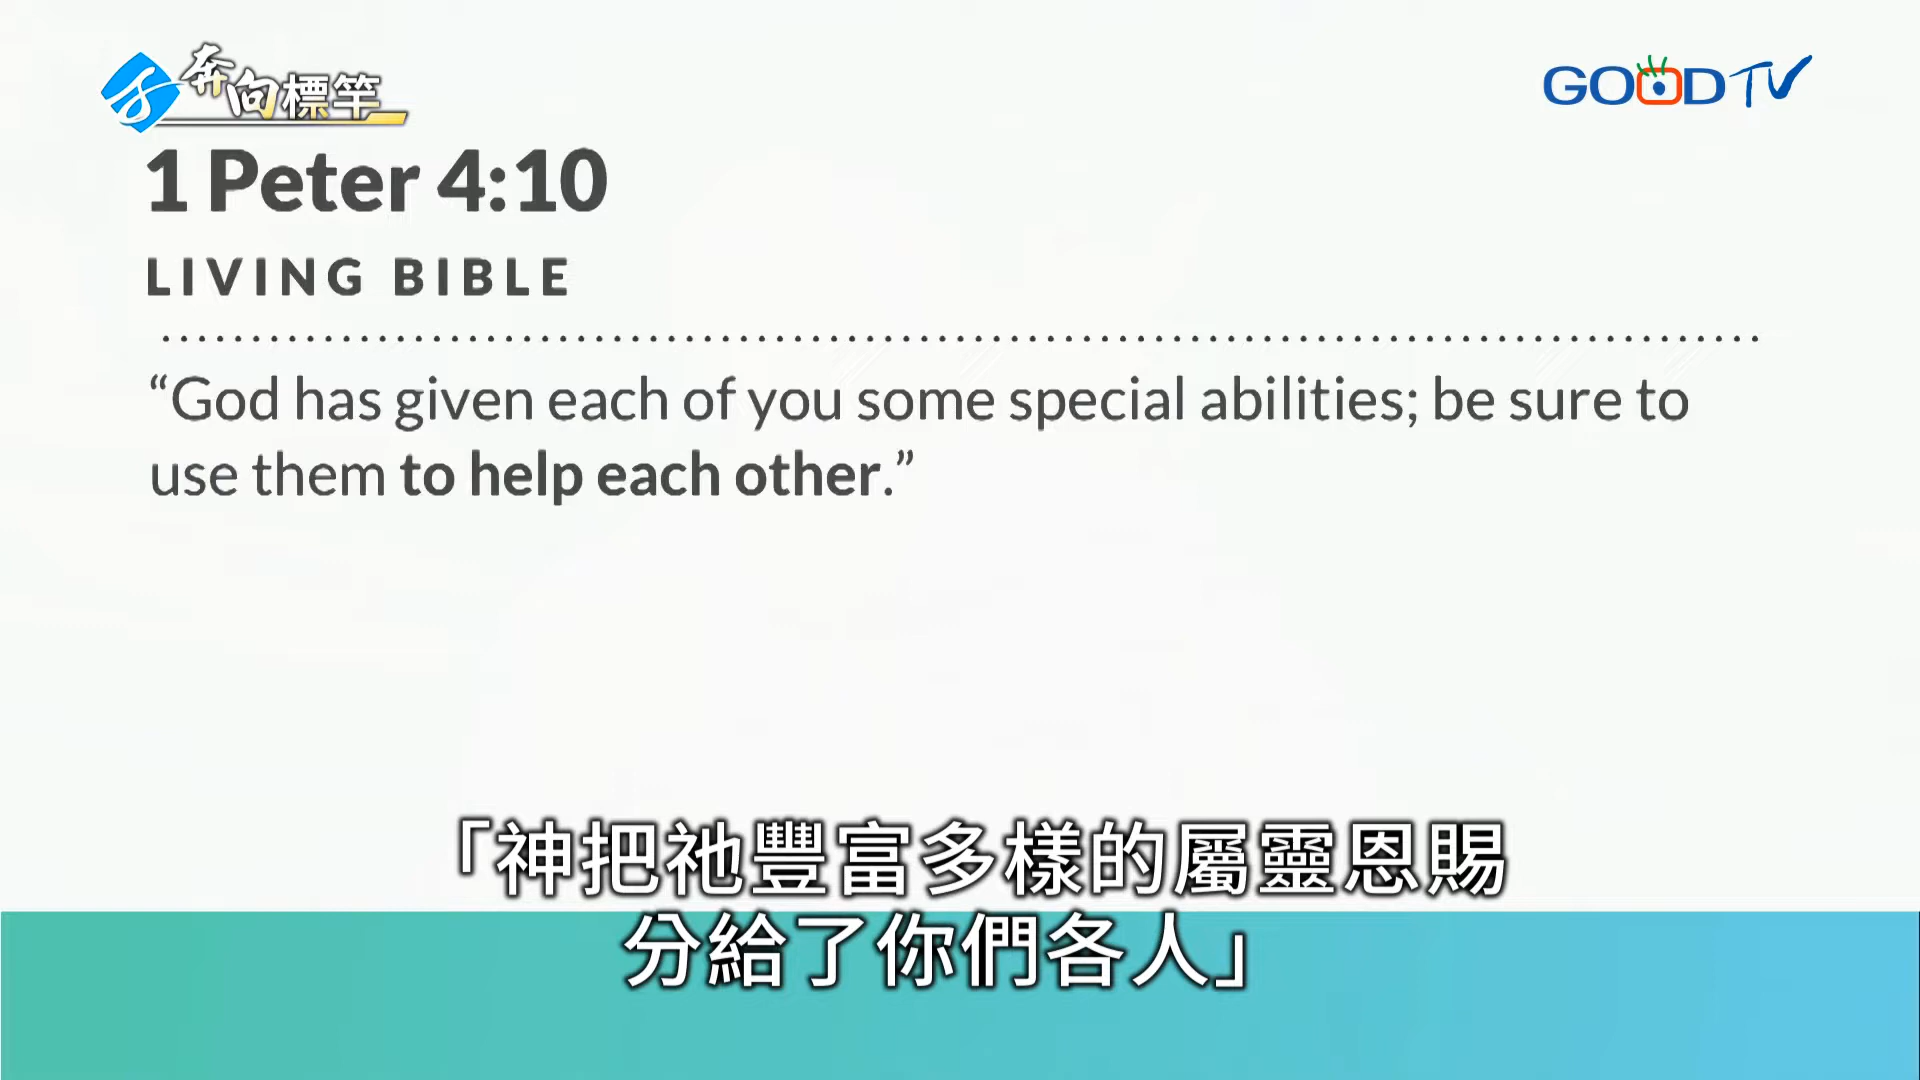 奔向標竿
GOOD TV
1 Peter 4:10
LIVING BIBLE
“God has given each of you some special abilities; be sure to
use them to help each other.”
「神把祂豐富多樣的屬靈恩賜
分給了你們各人」